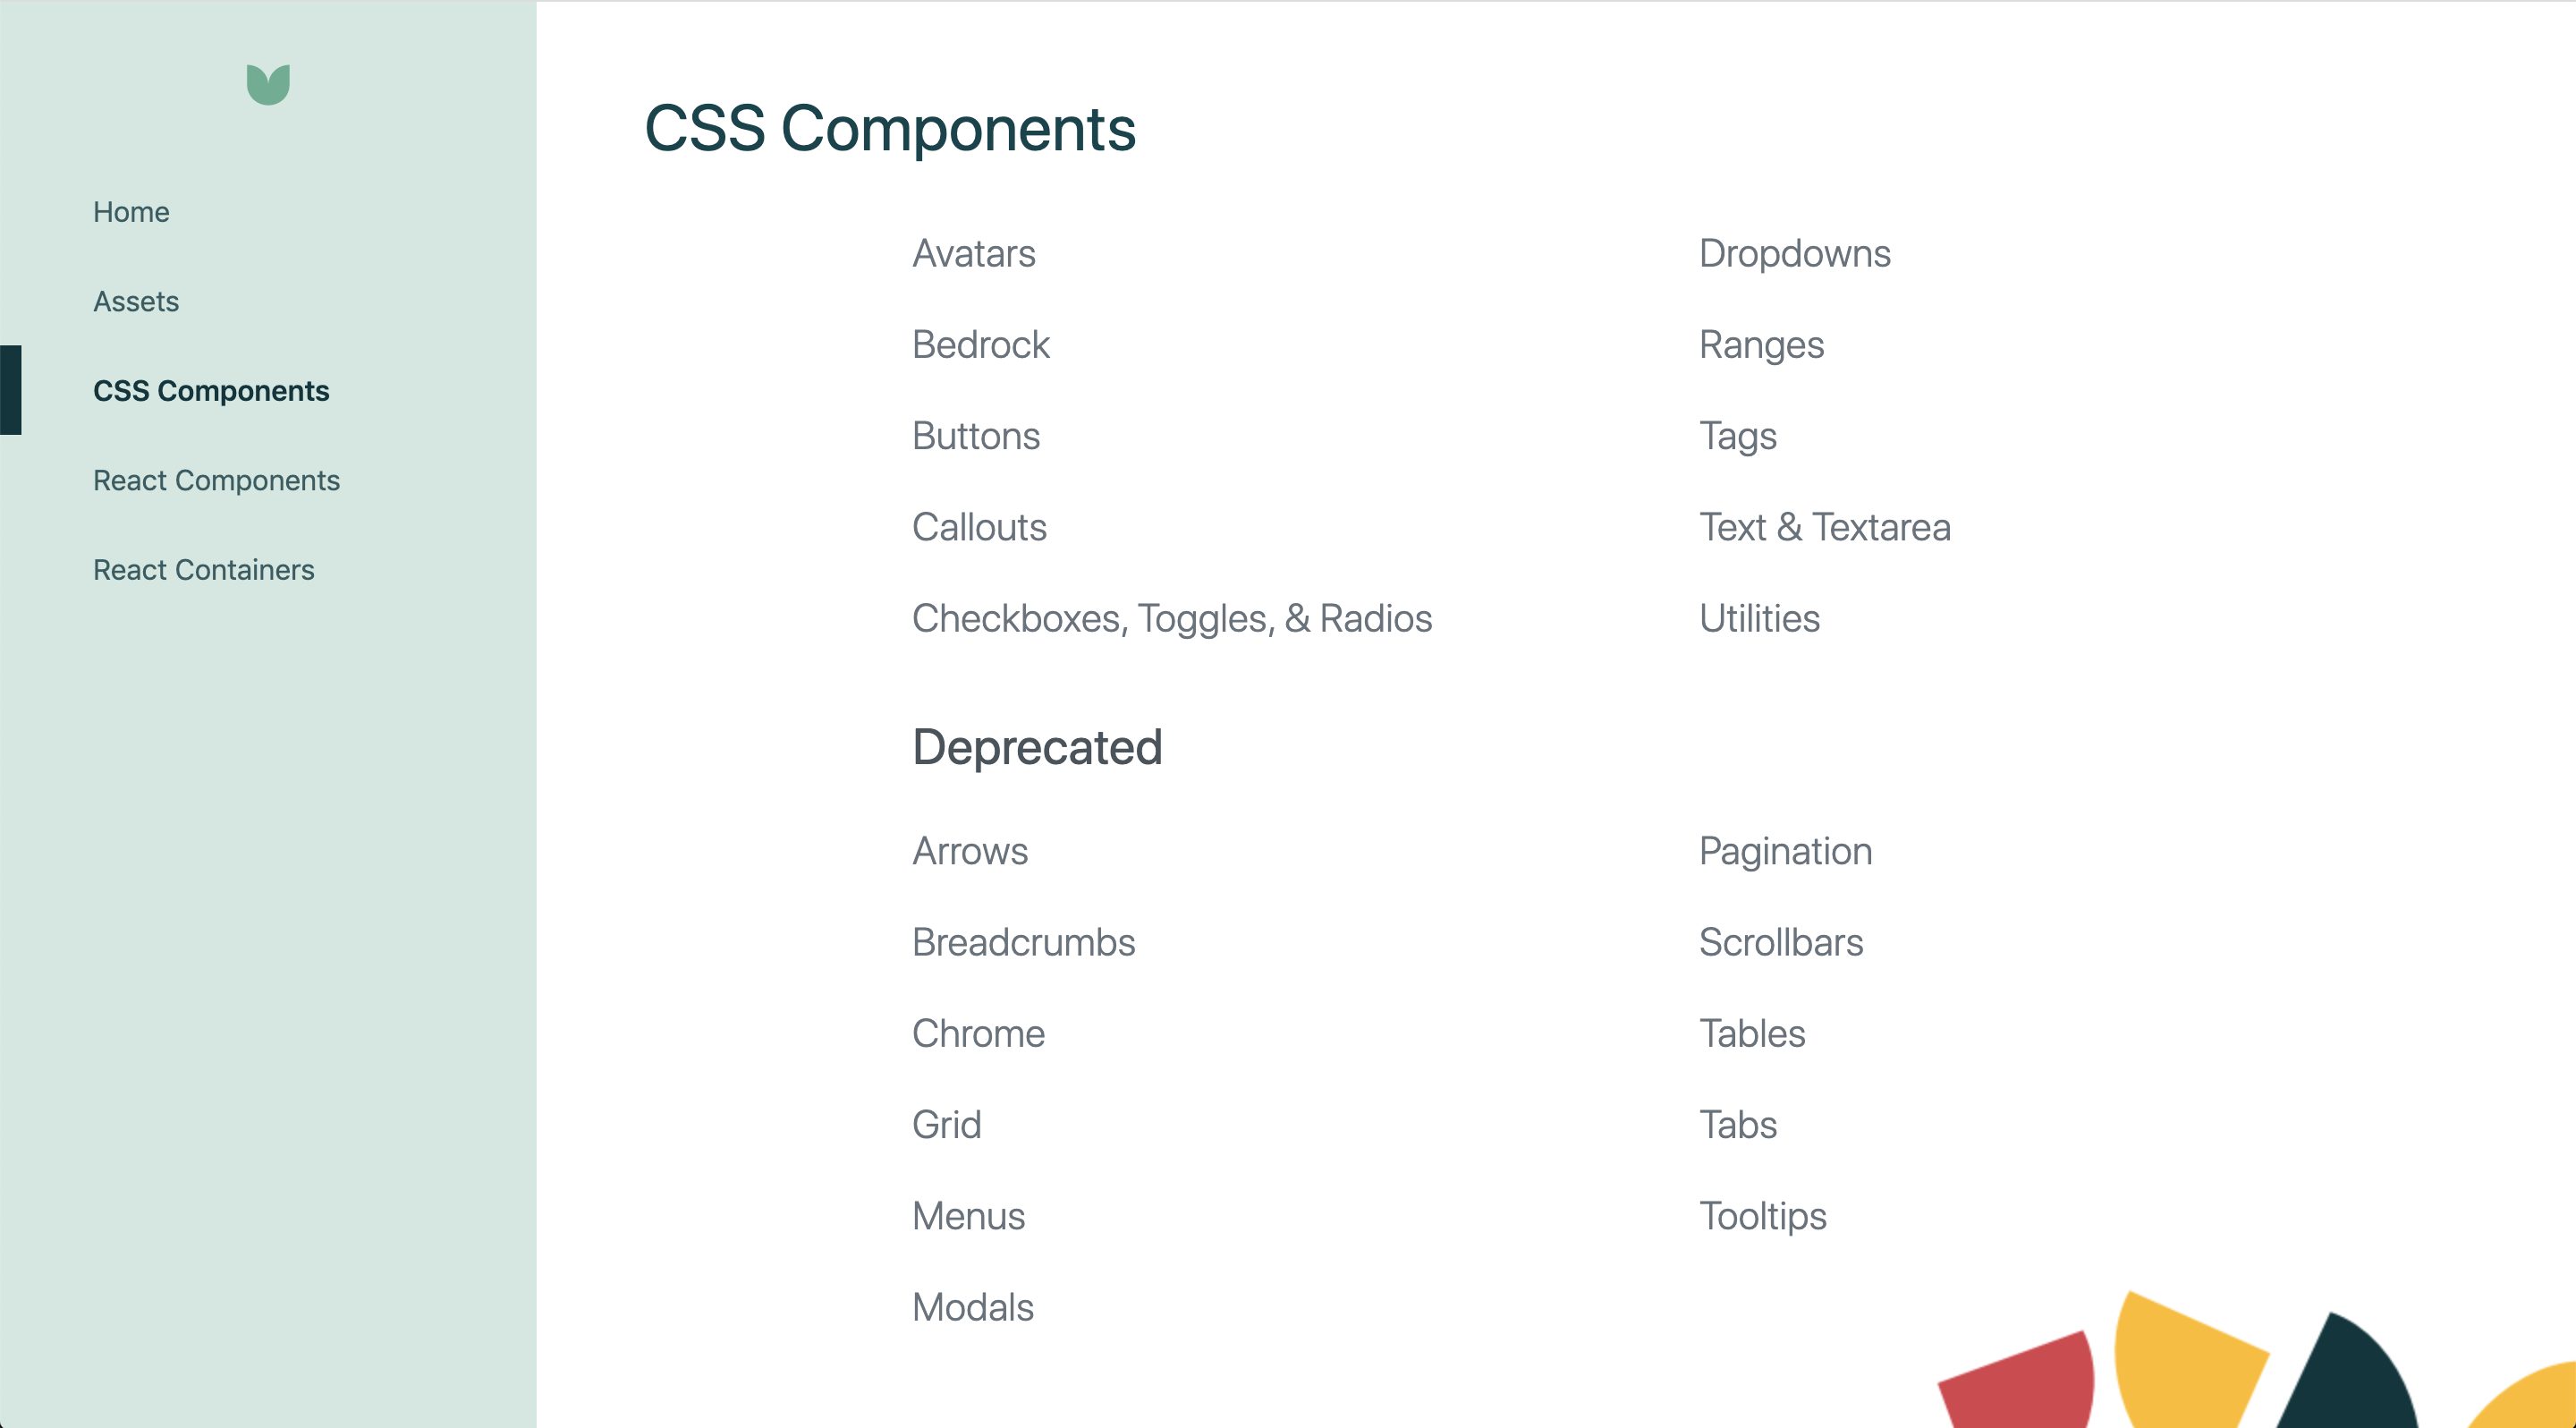 Home
Assets
CSS Components
React Components
React Containers
CSS Components
Avatars
Bedrock
Buttons
Callouts
Checkboxes, Toggles, & Radios
Dropdowns
Ranges
Tags
Text & Textarea
Utilities
Deprecated
Arrows
Breadcrumbs
Chrome
Grid
Menus
Modals
Pagination
Scrollbars
Tables
Tabs
Tooltips